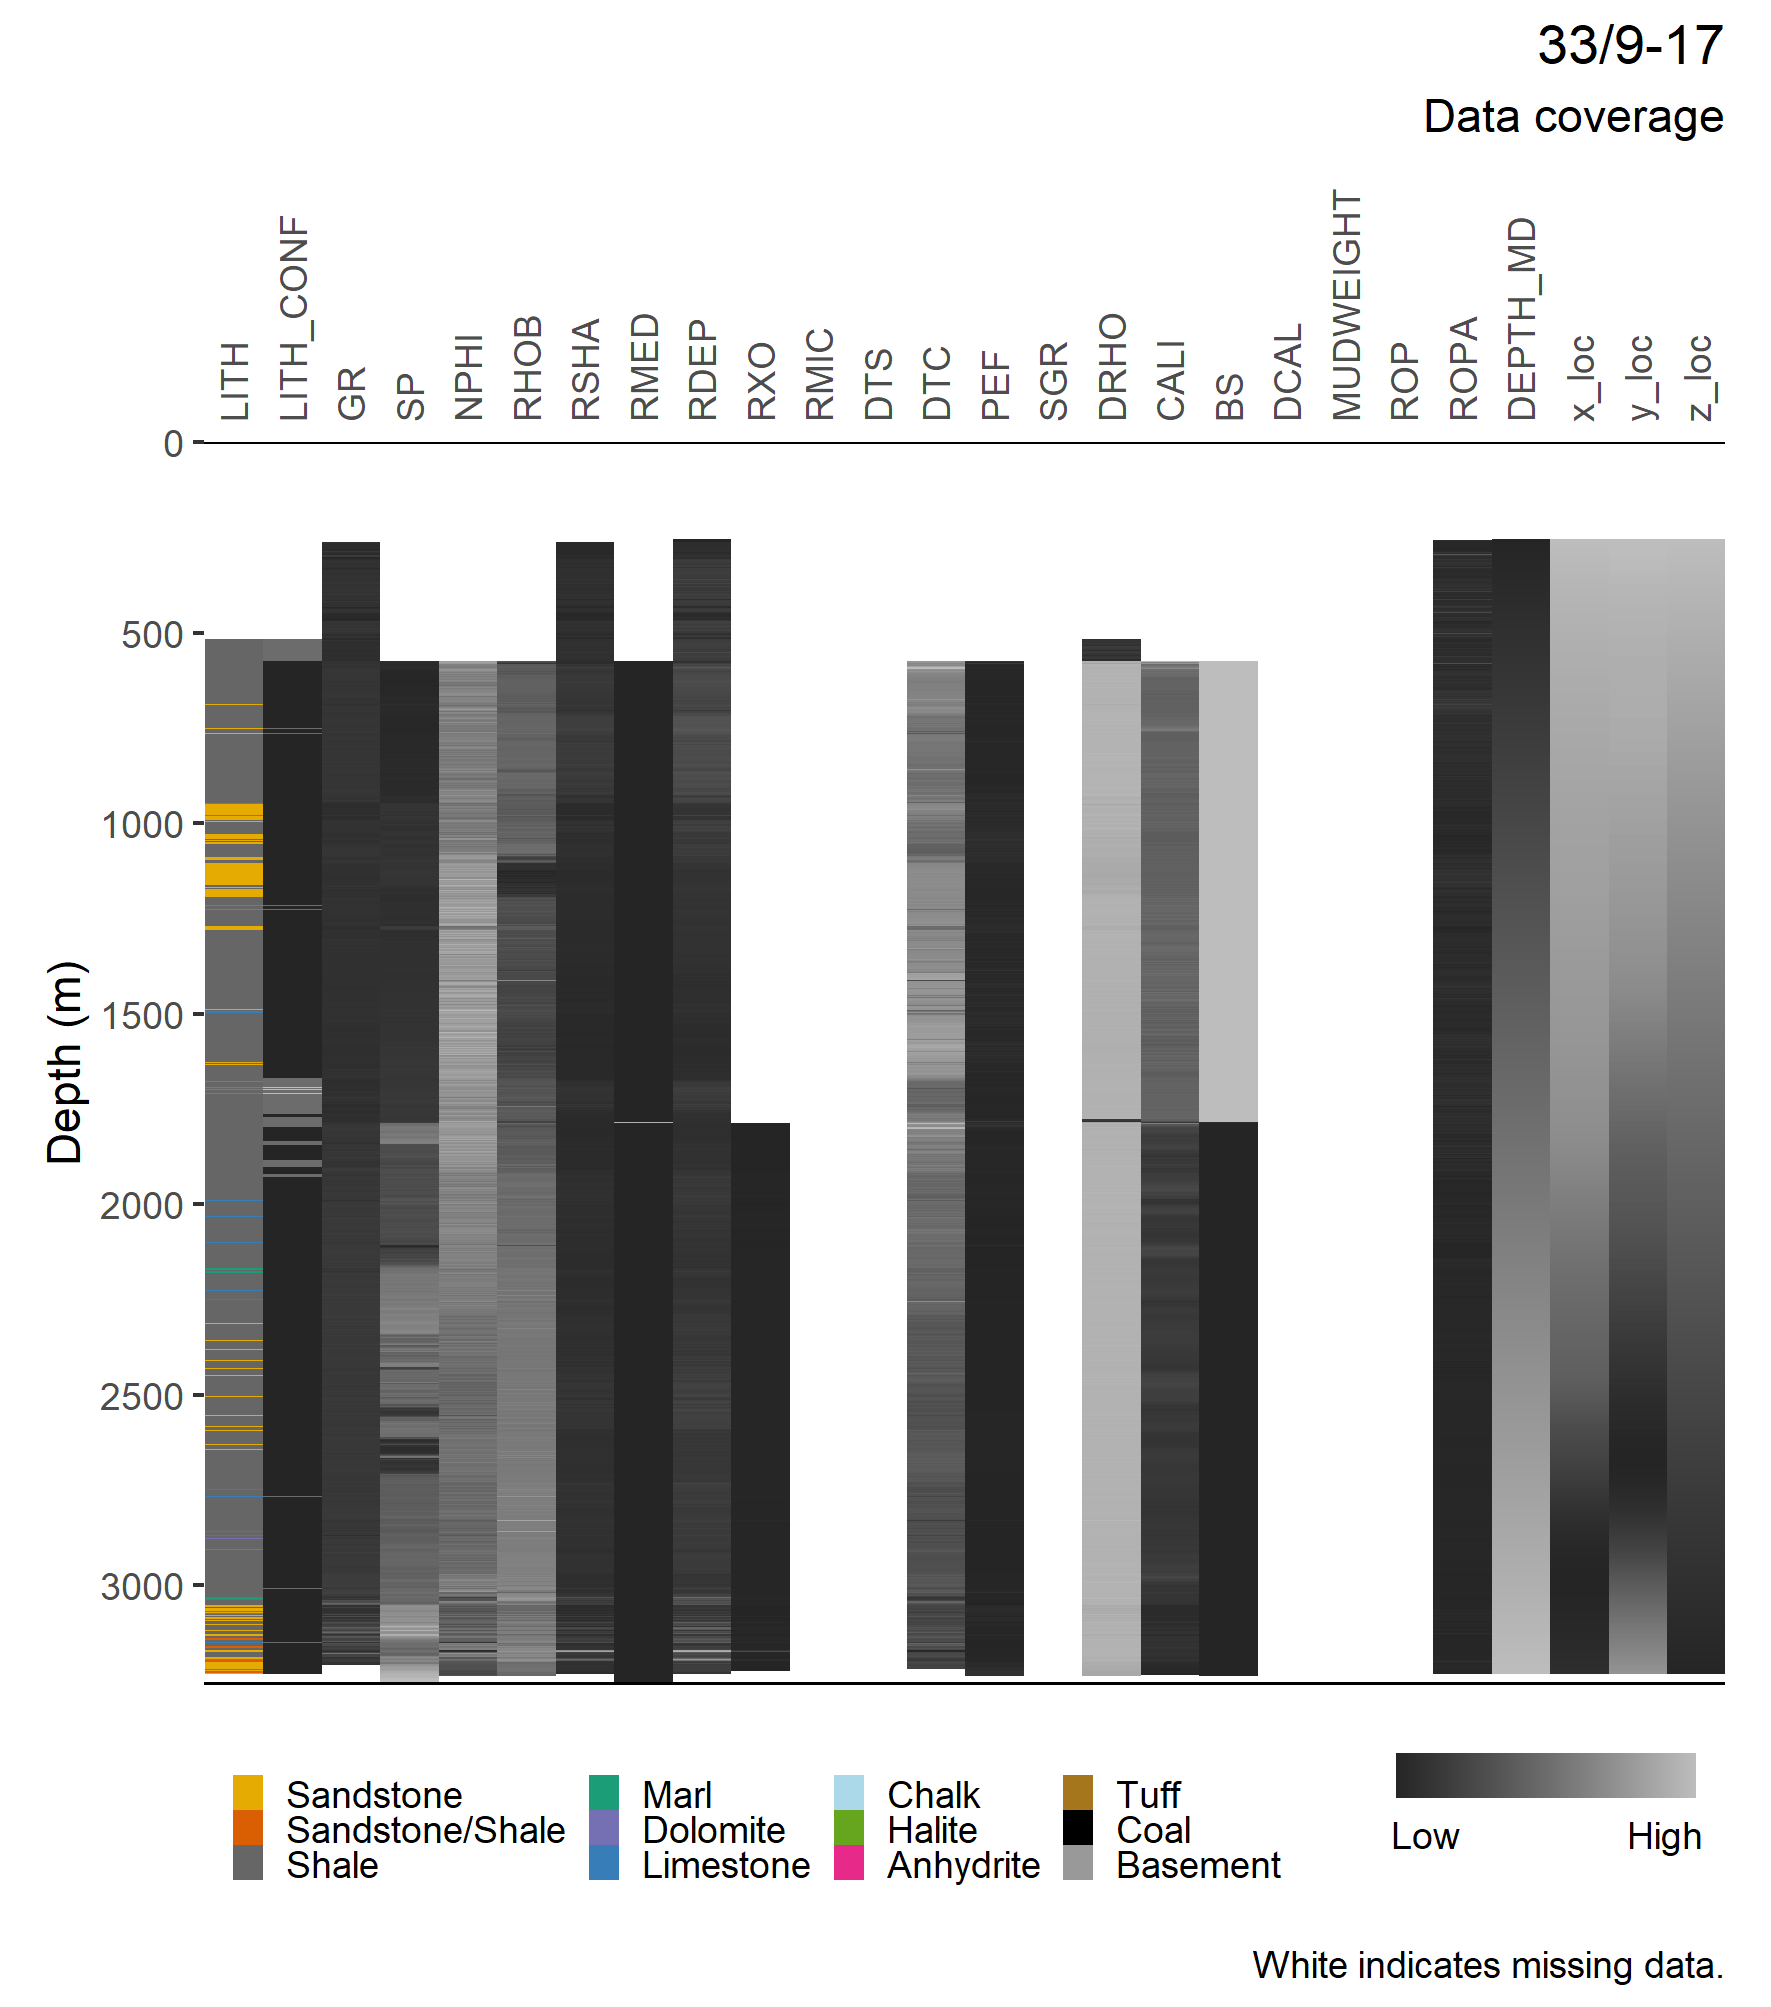 33/9-17
Data coverage
LITH
LITH_CONF
GR
SP
NPHI
RHOB
RSHA
RMED
RDEP
RXO
RMIC
DTS
DTC
PEF
SGR
DRHO
CALI
BS
DCAL
MUDWEIGHT
ROP
ROPA
DEPTH_MD
x_loc
y_loc
z_loc
0
500
1000
1500
2000
2500
3000
Depth (m)
Sandstone
Sandstone/Shale
Shale
Marl
Dolomite
Limestone
Chalk
Halite
Anhydrite
Tuff
Coal
Basement
Low High
White indicates missing data.